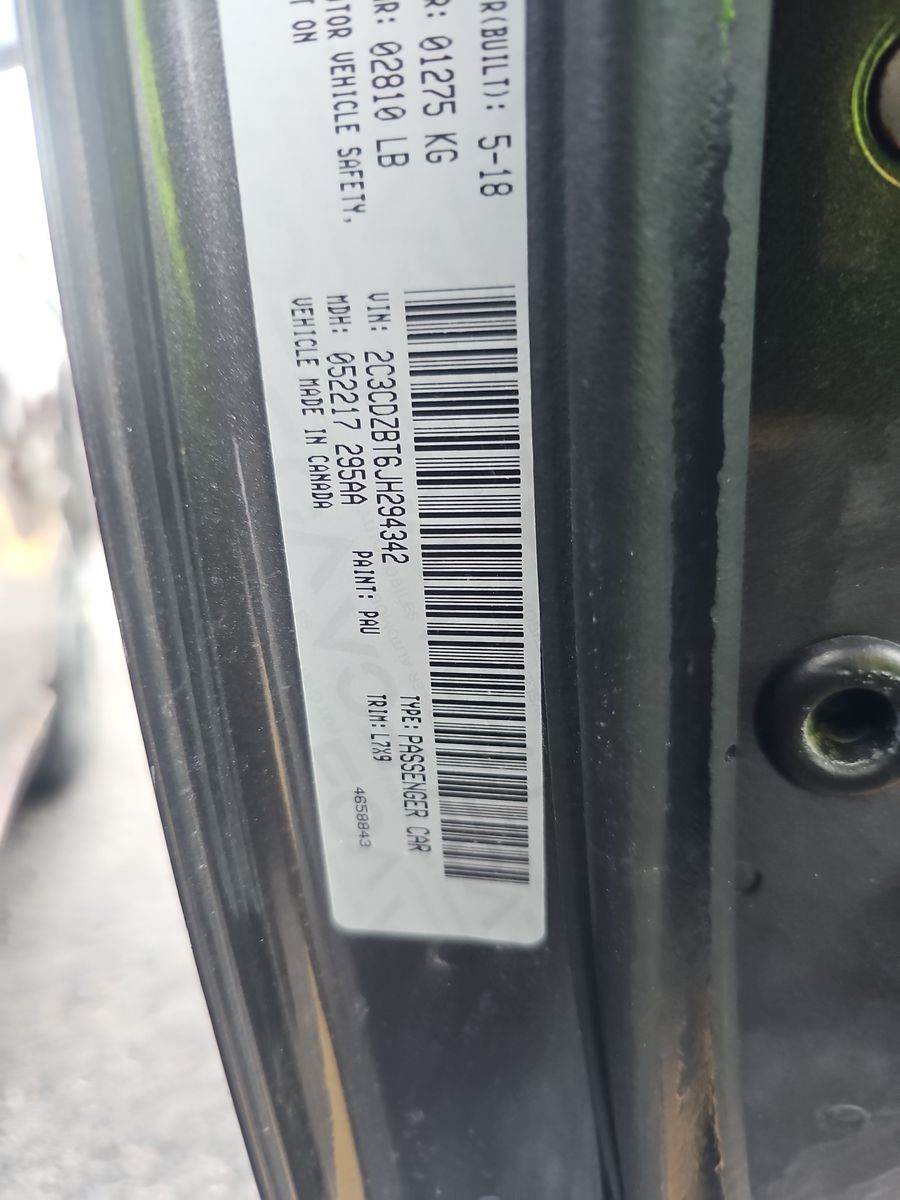 R(BUILT): 5-18
R: 01275 KG
R: 02810 LB
TOR VEHICLE SAFETY,
T ON
VIN: 2C3CDZBT6JH294342
MDH: 052217 295AA
VEHICLE MADE IN CANADA
PAINT: PAU
TYPE: PASSENGER CAR
TRIM: L7X9
4658843